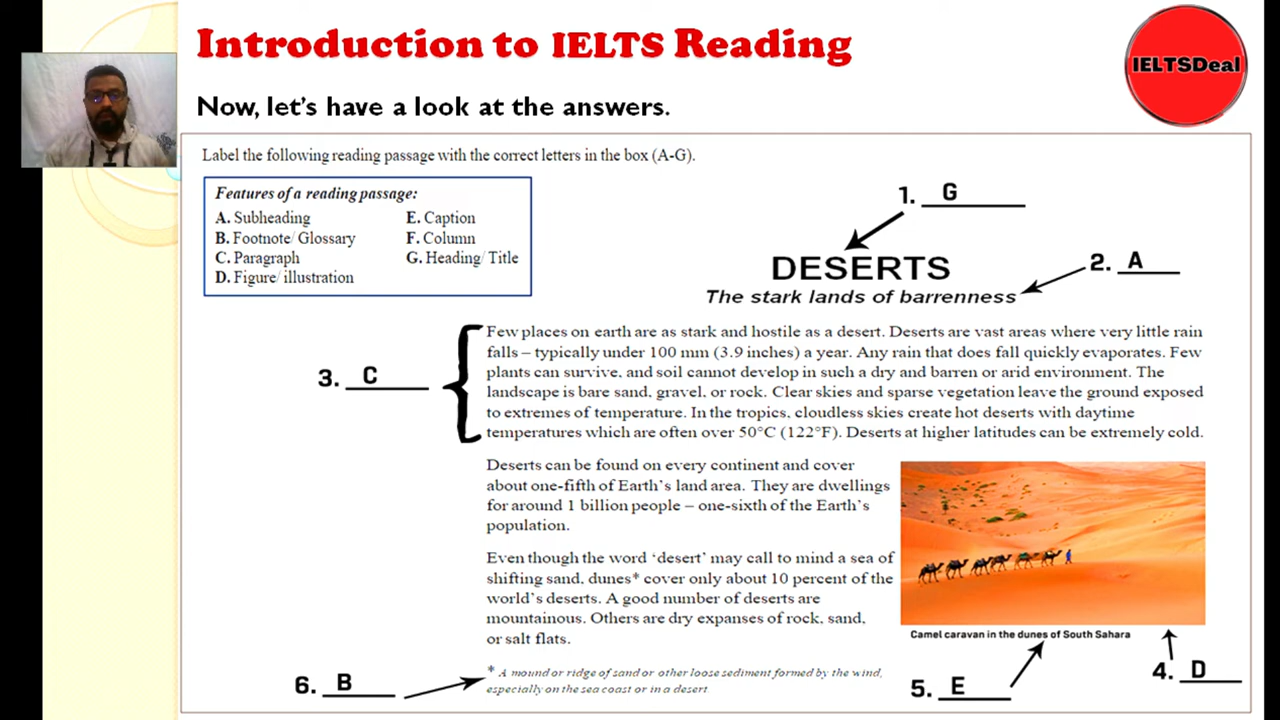 Introduction to IELTS Reading
IELTSDeal
Now, let's have a look at the answers.
Label the following reading passage with the correct letters in the box (A-G).
Features of a reading passage:
A. Subheading
B. Footnote/ Glossary
C. Paragraph
D. Figure/ illustration
E. Caption
F. Column
G. Heading/ Title
1. G
DESERTS
2. A
The stark lands of barrenness
3. C
Few places on earth are as stark and hostile as a desert. Deserts are vast areas where very little rain
falls – typically under 100 mm (3.9 inches) a year. Any rain that does fall quickly evaporates. Few
plants can survive, and soil cannot develop in such a dry and barren or arid environment. The
landscape is bare sand, gravel, or rock. Clear skies and sparse vegetation leave the ground exposed
to extremes of temperature. In the tropics, cloudless skies create hot deserts with daytime
temperatures which are often over 50°C (122°F). Deserts at higher latitudes can be extremely cold.
Deserts can be found on every continent and cover
about one-fifth of Earth's land area. They are dwellings
for around 1 billion people – one-sixth of the Earth's
population.
Even though the word 'desert' may call to mind a sea of
shifting sand, dunes* cover only about 10 percent of the
world's deserts. A good number of deserts are
mountainous. Others are dry expanses of rock, sand,
or salt flats.
Camel caravan in the dunes of South Sahara
4. D
5. E
6. B
* A mound or ridge of sand or other loose sediment formed by the wind,
especially on the sea coast or in a desert.